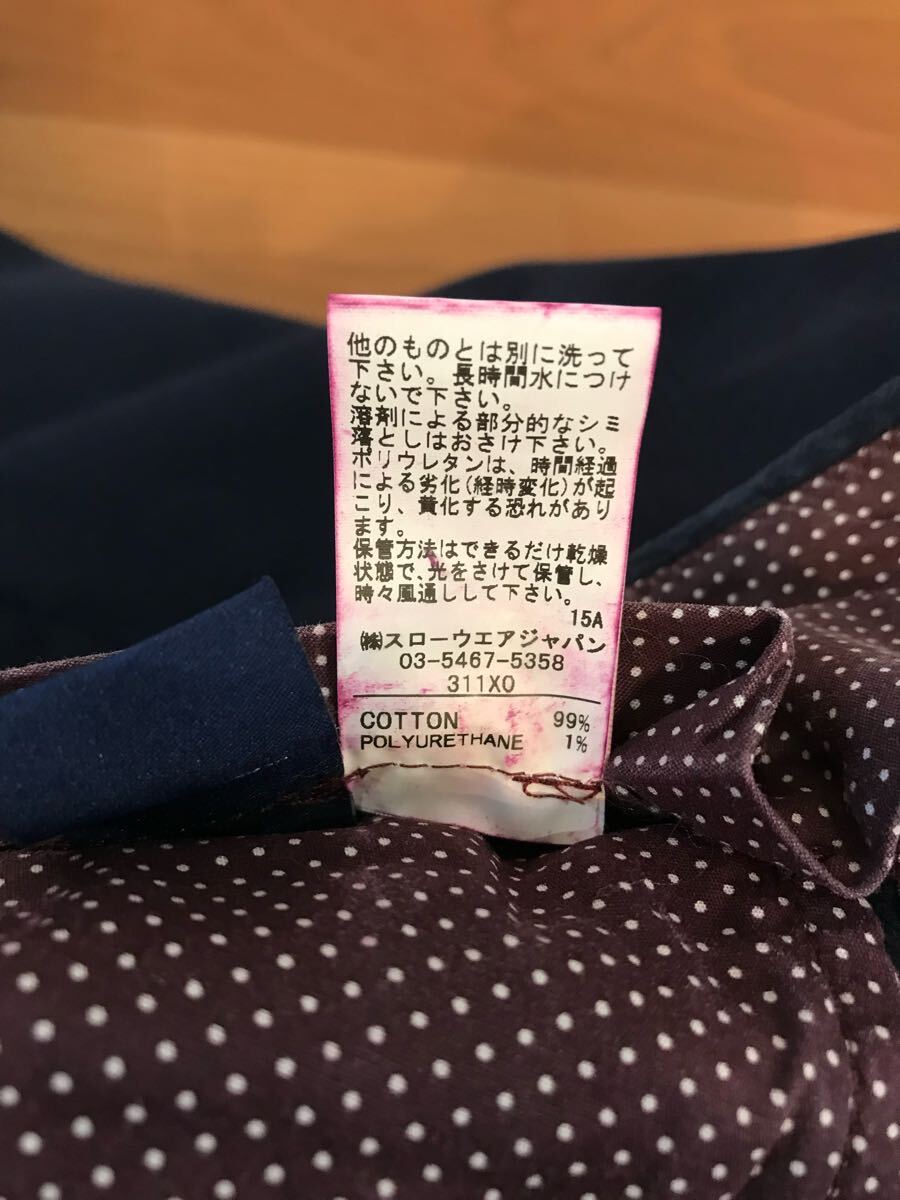 他のものとは別に洗って
下さい。長時間水につけ
ないで下さい。
溶剤による部分的なシミ
落としはおさけ下さい。
ポリウレタンは、時間経過
による劣化(経時変化)が起
こり、黄化する恐れがあり
ます。
保管方法はできるだけ乾燥
状態で、光をさけて保管し、
時々風通しして下さい。
15A
㈱スローウエアジャパン
03-5467-5358
311X0
COTTON 99%
POLYURETHANE 1%